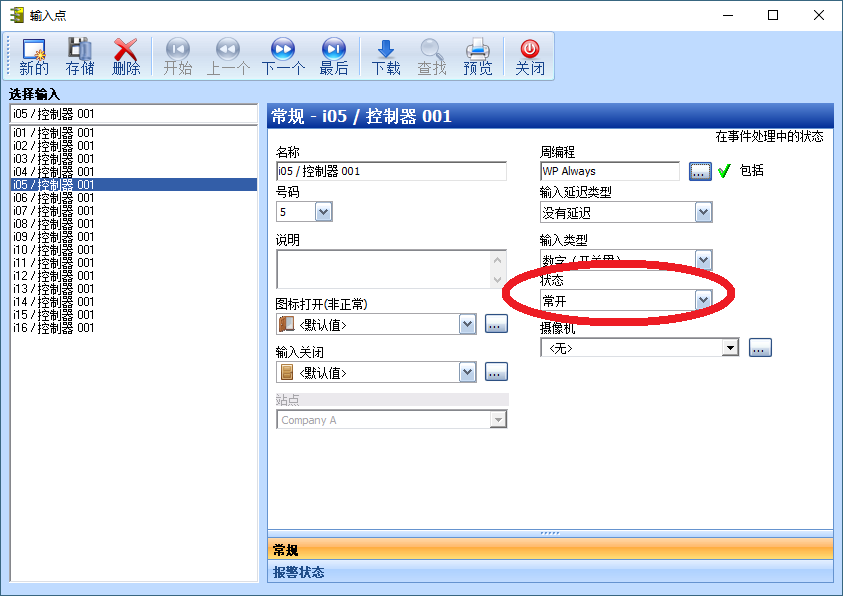 输入点
新的 存储 删除 开始 上一个 下一个 最后 下载 查找 预览 关闭
选择输入
i05 / 控制器 001
i01 / 控制器 001
i02 / 控制器 001
i03 / 控制器 001
i04 / 控制器 001
i05 / 控制器 001
i06 / 控制器 001
i07 / 控制器 001
i08 / 控制器 001
i09 / 控制器 001
i10 / 控制器 001
i11 / 控制器 001
i12 / 控制器 001
i13 / 控制器 001
i14 / 控制器 001
i15 / 控制器 001
i16 / 控制器 001
常规 - i05 / 控制器 001
在事件处理中的状态
名称
i05 / 控制器 001
号码
5
说明
图标打开(非正常)
<默认值>
输入关闭
<默认值>
站点
Company A
周编程
WP Always
... 包括
输入延迟类型
没有延迟
输入类型
数字 (开关里)
状态
常开
摄像机
<无>
常规
报警状态